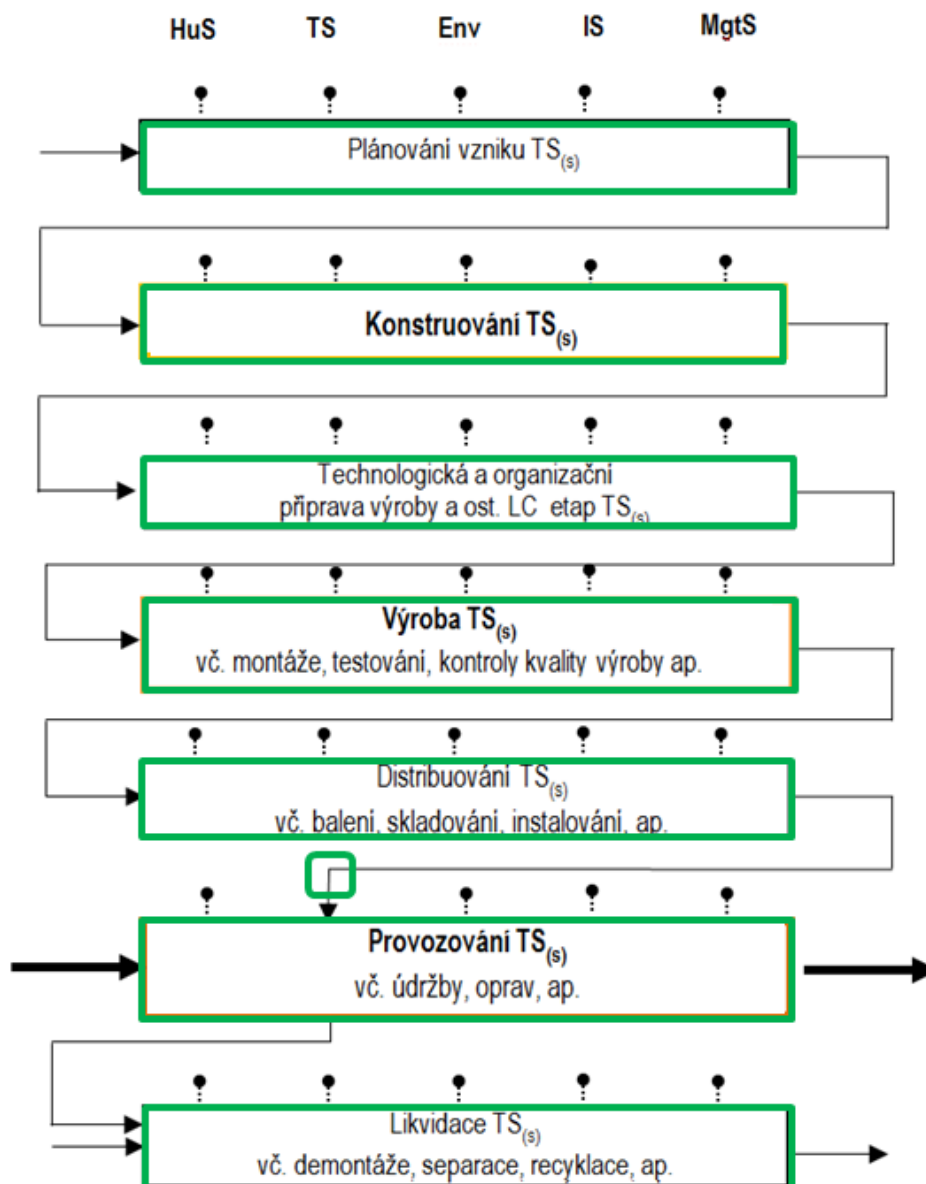 HuS TS Env IS MgtS
Plánování vzniku TS(s)
Konstruování TS(s)
Technologická a organizační
příprava výroby a ost. LC etap TS(s)
Výroba TS(s)
vč. montáže, testování, kontroly kvality výroby ap.
Distribuování TS(s)
vč. balení, skladování, instalování, ap.
Provozování TS(s)
vč. údržby, oprav, ap.
Likvidace TS(s)
vč. demontáže, separace, recyklace, ap.